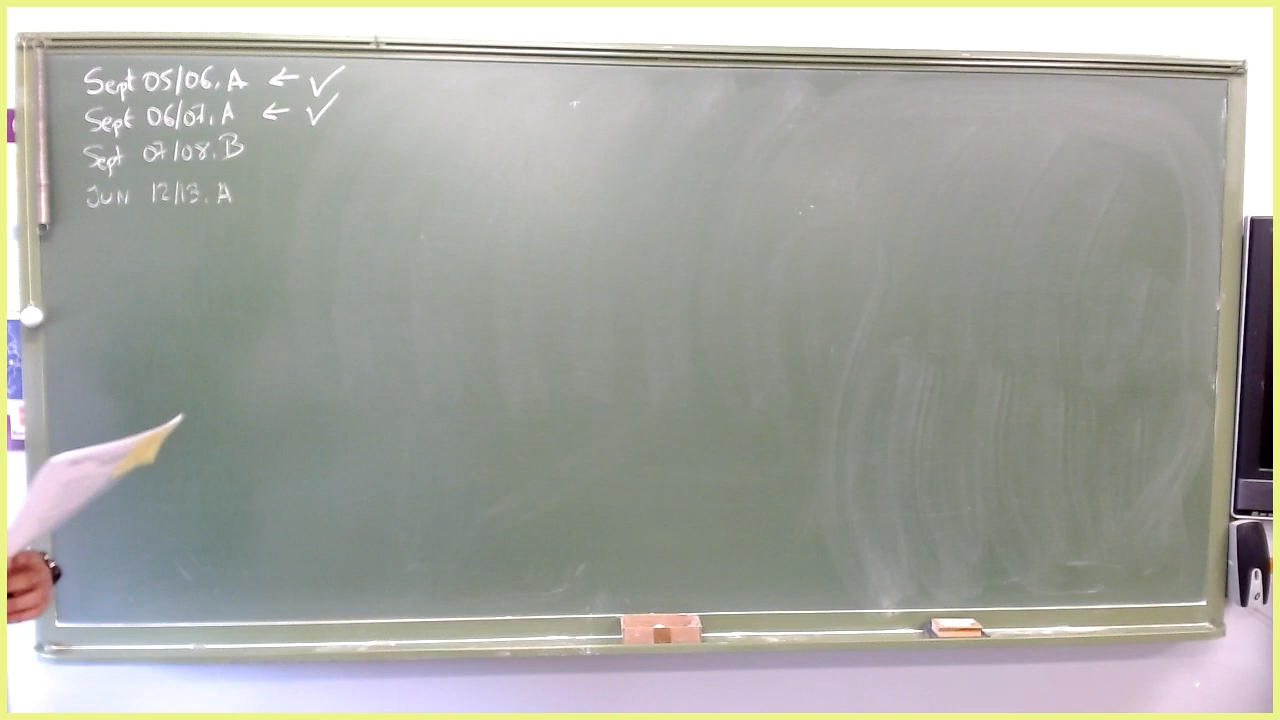 Sept 05/06. A ← ✓
Sept 06/07. A ← ✓
Sept 07/08. B
JUN 12/13. A